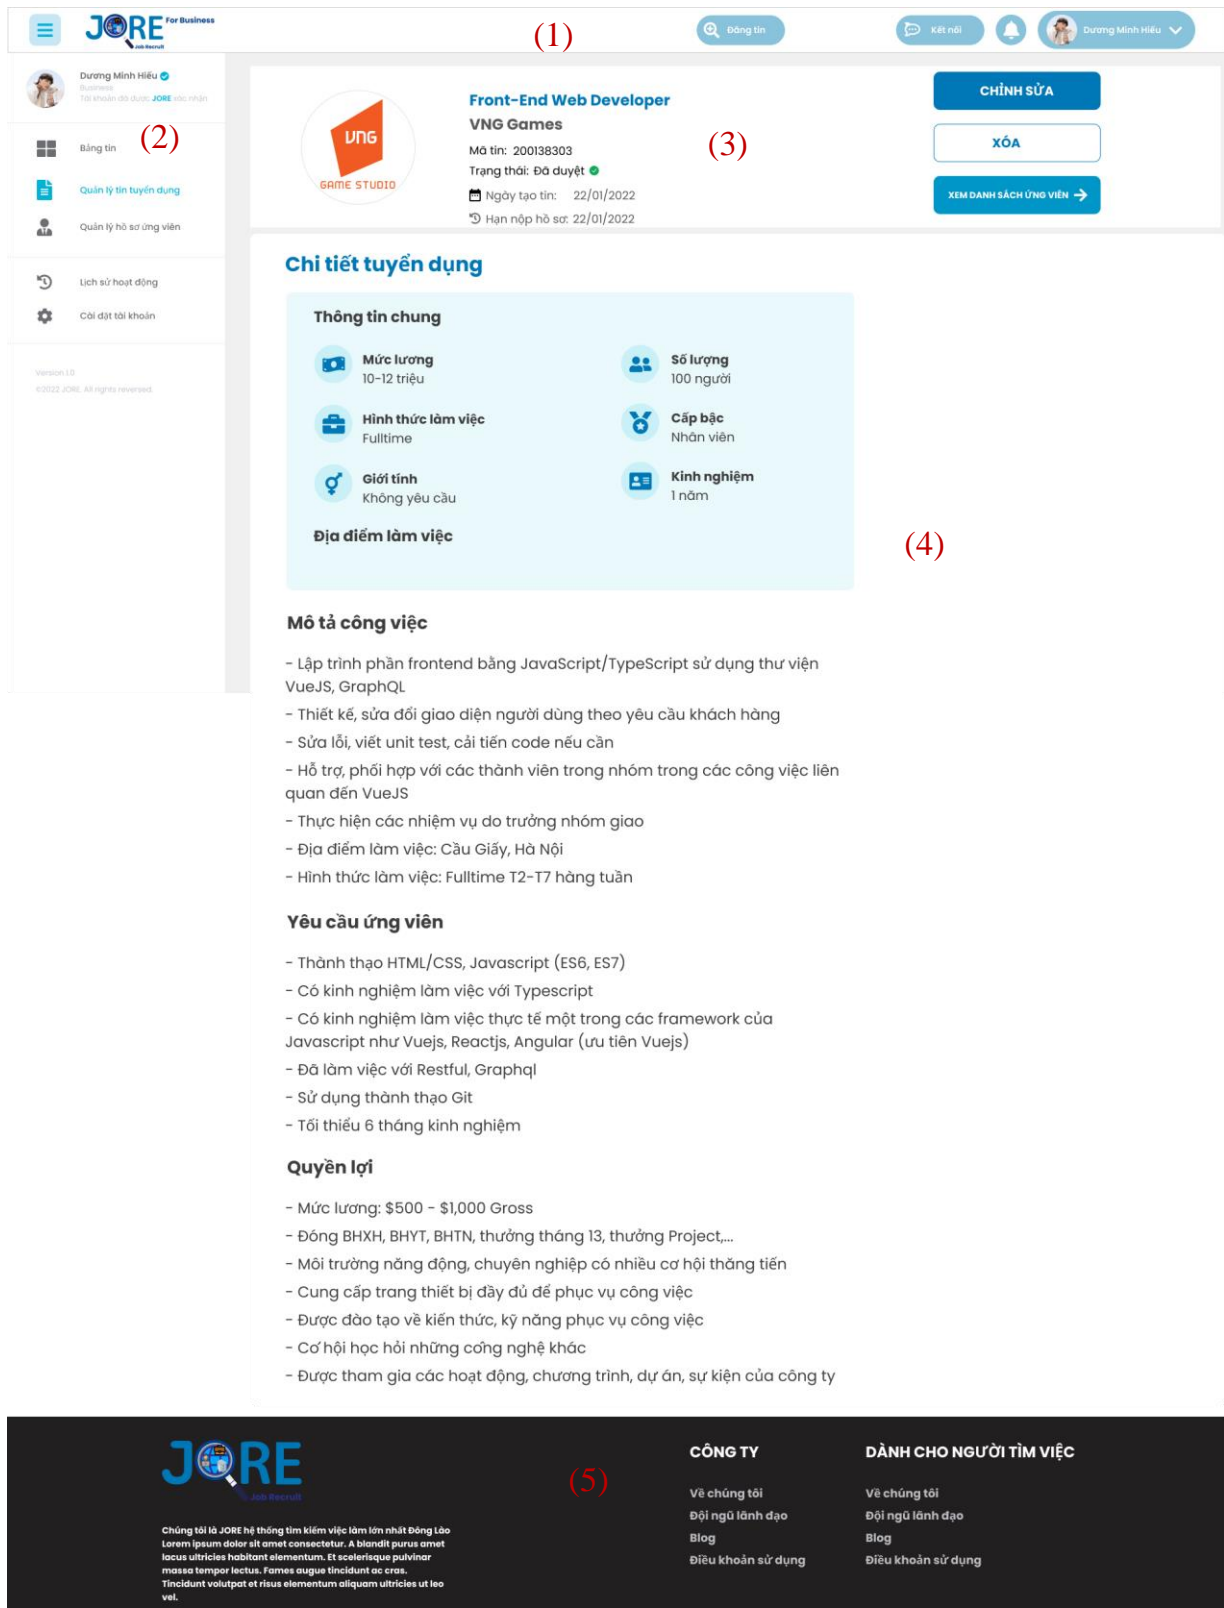 JORE For Business
Job Recruit
(1)
Đăng tin
Kết nối
Dương Minh Hiếu
Dương Minh Hiếu
Business
Tài khoản đã được JORE xác nhận
(2)
Bảng tin
Quản lý tin tuyển dụng
Quản lý hồ sơ ứng viên
Lịch sử hoạt động
Cài đặt tài khoản
Version 1.0
©2022 JORE. All rights reversed.
VNG
GAME STUDIO
Front-End Web Developer
VNG Games
Mã tin: 200138303
Trạng thái: Đã duyệt
Ngày tạo tin: 22/01/2022
Hạn nộp hồ sơ: 22/01/2022
(3)
CHỈNH SỬA
XÓA
XEM DANH SÁCH ỨNG VIÊN
Chi tiết tuyển dụng
Thông tin chung
Mức lương
10-12 triệu
Số lượng
100 người
Hình thức làm việc
Fulltime
Cấp bậc
Nhân viên
Giới tính
Không yêu cầu
Kinh nghiệm
1 năm
Địa điểm làm việc
(4)
Mô tả công việc
- Lập trình phần frontend bằng JavaScript/TypeScript sử dụng thư viện
VueJS, GraphQL
- Thiết kế, sửa đổi giao diện người dùng theo yêu cầu khách hàng
- Sửa lỗi, viết unit test, cải tiến code nếu cần
- Hỗ trợ, phối hợp với các thành viên trong nhóm trong các công việc liên
quan đến VueJS
- Thực hiện các nhiệm vụ do trưởng nhóm giao
- Địa điểm làm việc: Cầu Giấy, Hà Nội
- Hình thức làm việc: Fulltime T2-T7 hàng tuần
Yêu cầu ứng viên
- Thành thạo HTML/CSS, Javascript (ES6, ES7)
- Có kinh nghiệm làm việc với Typescript
- Có kinh nghiệm làm việc thực tế một trong các framework của
Javascript như Vuejs, Reactjs, Angular (ưu tiên Vuejs)
- Đã làm việc với Restful, Graphql
- Sử dụng thành thạo Git
- Tối thiểu 6 tháng kinh nghiệm
Quyền lợi
- Mức lương: $500 - $1,000 Gross
- Đóng BHXH, BHYT, BHTN, thưởng tháng 13, thưởng Project,...
- Môi trường năng động, chuyên nghiệp có nhiều cơ hội thăng tiến
- Cung cấp trang thiết bị đầy đủ để phục vụ công việc
- Được đào tạo về kiến thức, kỹ năng phục vụ công việc
- Cơ hội học hỏi những công nghệ khác
- Được tham gia các hoạt động, chương trình, dự án, sự kiện của công ty
JORE
Job Recruit
Chúng tôi là JORE hệ thống tìm kiếm việc làm lớn nhất Đông Lào
Lorem ipsum dolor sit amet consectetur. A blandit purus amet
lacus ultricies habitant elementum. Et scelerisque pulvinar
massa tempor lectus. Fames augue tincidunt ac cras.
Tincidunt volutpat et risus elementum aliquam ultricies ut leo
vel.
(5)
CÔNG TY
Về chúng tôi
Đội ngũ lãnh đạo
Blog
Điều khoản sử dụng
DÀNH CHO NGƯỜI TÌM VIỆC
Về chúng tôi
Đội ngũ lãnh đạo
Blog
Điều khoản sử dụng